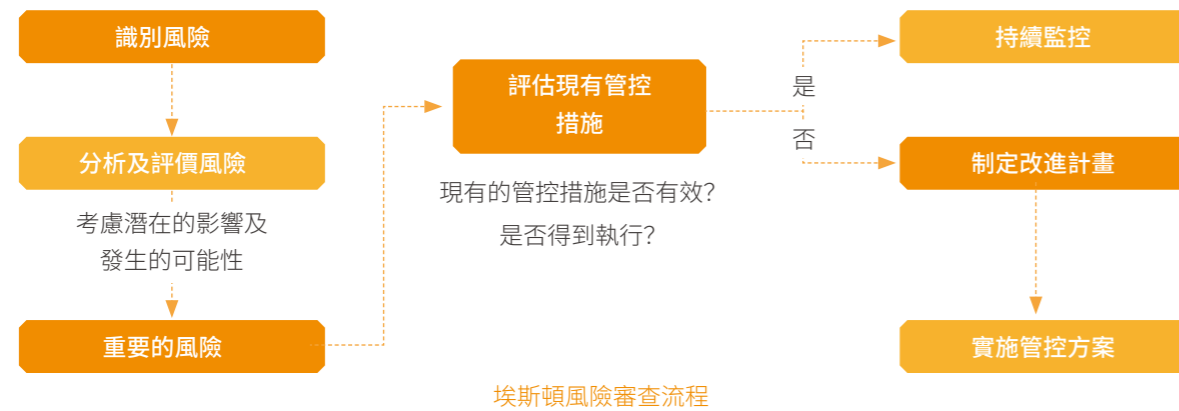 識別風險
分析及評價風險
考慮潛在的影響及
發生的可能性
重要的風險
評估現有管控
措施
現有的管控措施是否有效?
是否得到執行?
是
否
持續監控
制定改進計畫
實施管控方案
埃斯頓風險審查流程